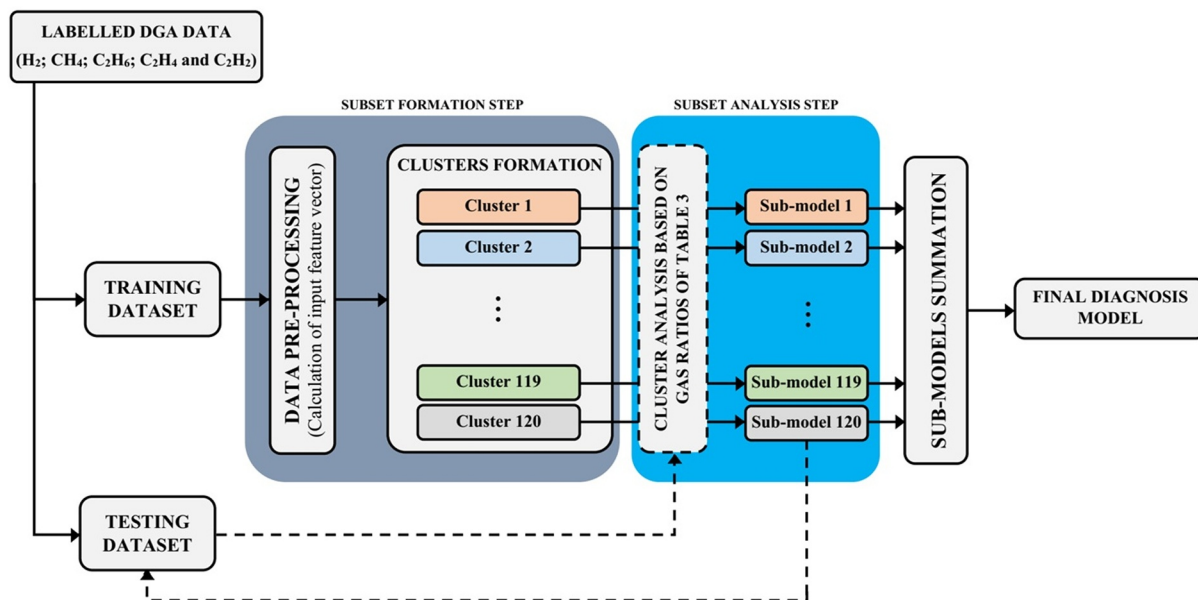 LABELLED DGA DATA
(H₂; CH₄; C₂H₆; C₂H₄ and C₂H₂)
SUBSET FORMATION STEP
SUBSET ANALYSIS STEP
TRAINING
DATASET
DATA PRE-PROCESSING
(Calculation of input feature vector)
CLUSTERS FORMATION
Cluster 1
Cluster 2
⋮
Cluster 119
Cluster 120
CLUSTER ANALYSIS BASED ON
GAS RATIOS OF TABLE 3
Sub-model 1
Sub-model 2
⋮
Sub-model 119
Sub-model 120
SUB-MODELS SUMMATION
FINAL DIAGNOSIS
MODEL
TESTING
DATASET